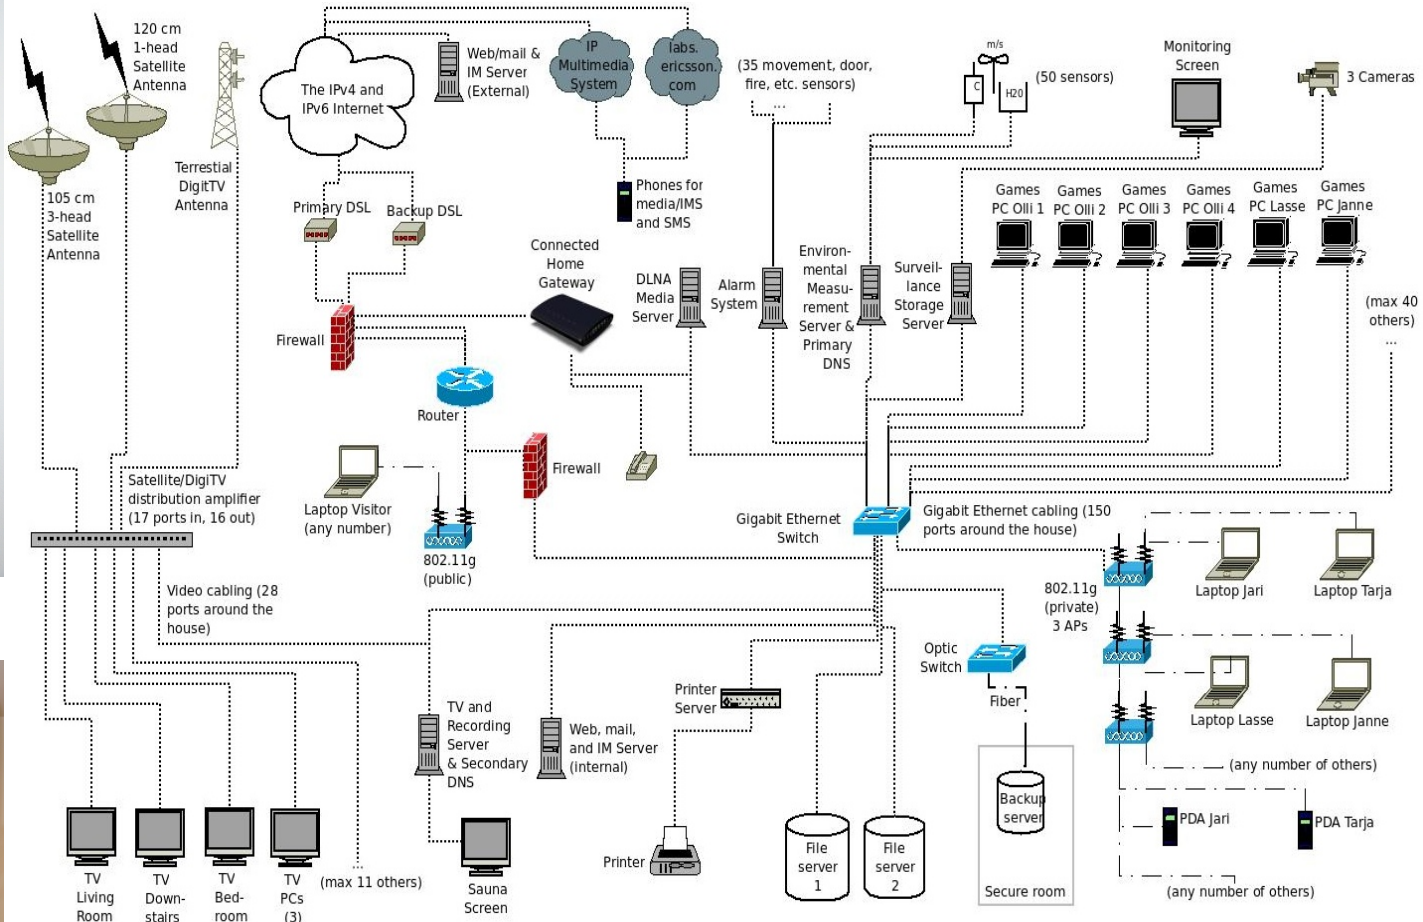 120 cm
1-head
Satellite
Antenna
105 cm
3-head
Satellite
Antenna
Terrestial
DigitTV
Antenna
The IPv4 and
IPv6 Internet
Web/mail &
IM Server
(External)
IP
Multimedia
System
labs.
ericsson.
com
(35 movement, door,
fire, etc. sensors)
...
m/s
C
H20
(50 sensors)
Monitoring
Screen
3 Cameras
Primary DSL
Backup DSL
Phones for
media/IMS
and SMS
Connected
Home
Gateway
DLNA
Media
Server
Alarm
System
Environ-
mental
Measu-
rement
Server &
Primary
DNS
Surveil-
lance
Storage
Server
Games
PC Olli 1
Games
PC Olli 2
Games
PC Olli 3
Games
PC Olli 4
Games
PC Lasse
Games
PC Janne
(max 40
others)
...
Firewall
Router
Firewall
Laptop Visitor
(any number)
802.11g
(public)
Satellite/DigiTV
distribution amplifier
(17 ports in, 16 out)
Gigabit Ethernet
Switch
Gigabit Ethernet cabling (150
ports around the house)
Video cabling (28
ports around the
house)
802.11g
(private)
3 APs
Laptop Jari
Laptop Tarja
Laptop Lasse
Laptop Janne
Optic
Switch
Fiber
Printer
Server
TV and
Recording
Server
& Secondary
DNS
Web, mail,
and IM Server
(internal)
(any number of others)
Backup
server
Secure room
PDA Jari
PDA Tarja
(any number of others)
File
server
1
File
server
2
Printer
Sauna
Screen
...
(max 11 others)
TV
Living
Room
TV
Down-
stairs
TV
Bed-
room
TV
PCs
(3)